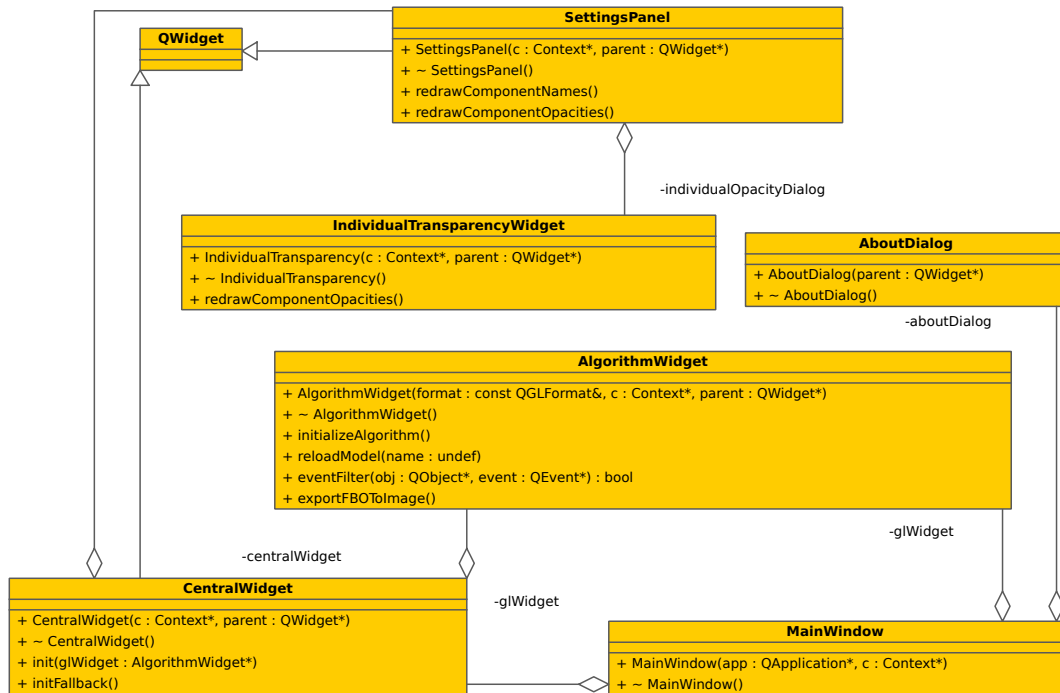 SettingsPanel
+ SettingsPanel(c : Context*, parent : QWidget*)
+ ~ SettingsPanel()
+ redrawComponentNames()
+ redrawComponentOpacities()
QWidget
-individualOpacityDialog
IndividualTransparencyWidget
+ IndividualTransparency(c : Context*, parent : QWidget*)
+ ~ IndividualTransparency()
+ redrawComponentOpacities()
AboutDialog
+ AboutDialog(parent : QWidget*)
+ ~ AboutDialog()
-aboutDialog
AlgorithmWidget
+ AlgorithmWidget(format : const QGLFormat&, c : Context*, parent : QWidget*)
+ ~ AlgorithmWidget()
+ initializeAlgorithm()
+ reloadModel(name : undef)
+ eventFilter(obj : QObject*, event : QEvent*) : bool
+ exportFBOToImage()
-glWidget
-centralWidget
-glWidget
CentralWidget
+ CentralWidget(c : Context*, parent : QWidget*)
+ ~ CentralWidget()
+ init(glWidget : AlgorithmWidget*)
+ initFallback()
MainWindow
+ MainWindow(app : QApplication*, c : Context*)
+ ~ MainWindow()